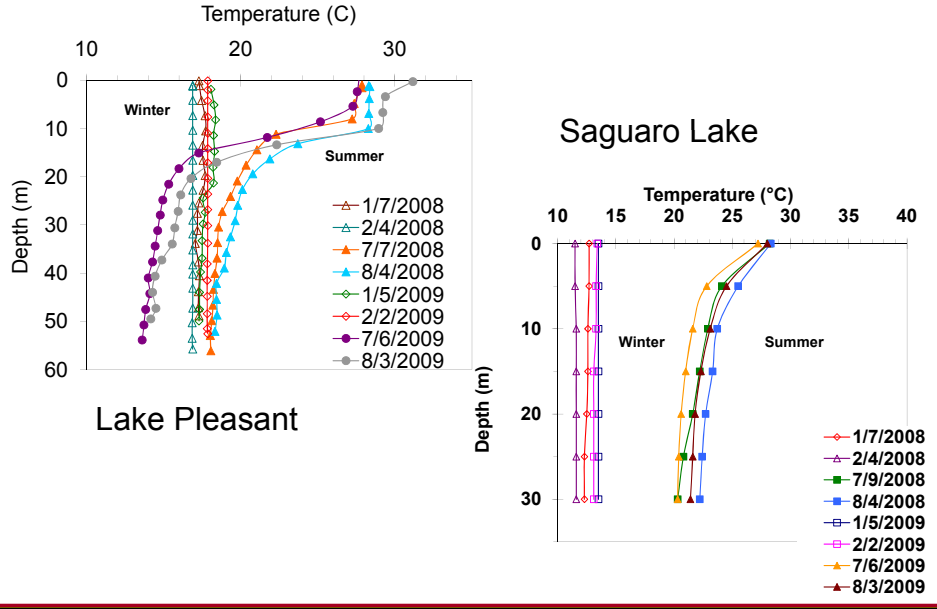 Temperature (C)
10 20 30
0
10
20
30
40
50
60
Depth (m)
Winter
Summer
1/7/2008
2/4/2008
7/7/2008
8/4/2008
1/5/2009
2/2/2009
7/6/2009
8/3/2009
Lake Pleasant
Saguaro Lake
Temperature (°C)
10 15 20 25 30 35 40
0
10
20
30
Depth (m)
Winter
Summer
1/7/2008
2/4/2008
7/9/2008
8/4/2008
1/5/2009
2/2/2009
7/6/2009
8/3/2009